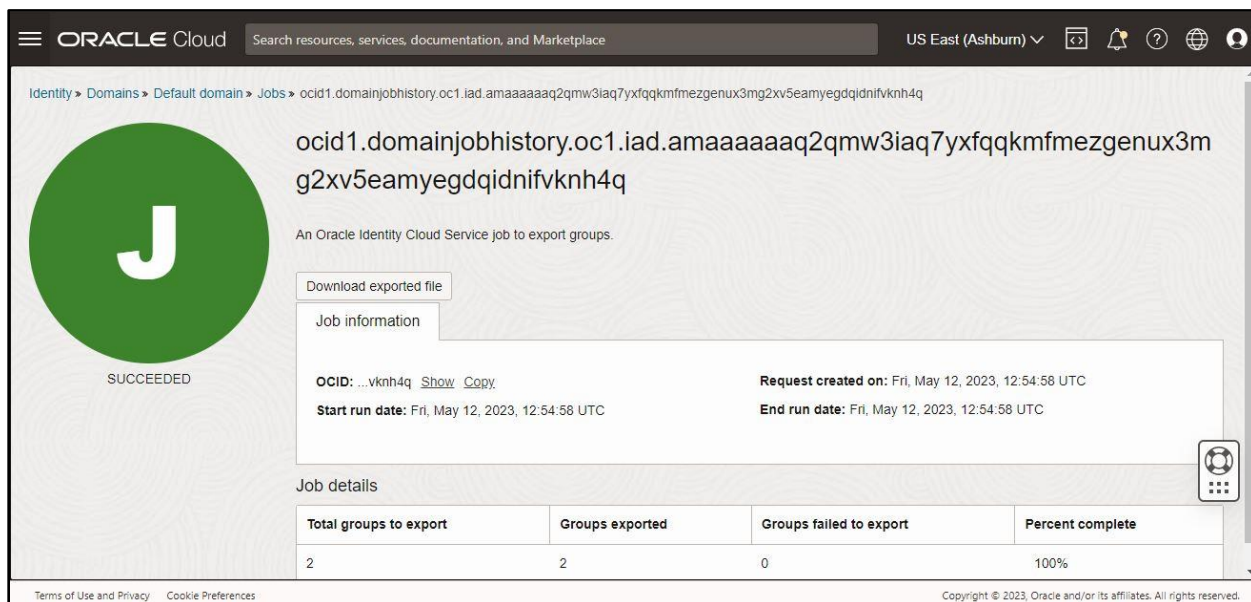 ORACLE Cloud
Search resources, services, documentation, and Marketplace
US East (Ashburn)
Identity » Domains » Default domain » Jobs » ocid1.domainjobhistory.oc1.iad.amaaaaaaq2qmw3iaq7yxfqqkmfmezgenux3mg2xv5eamyegdqidnifvknh4q
J
SUCCEEDED
ocid1.domainjobhistory.oc1.iad.amaaaaaaq2qmw3iaq7yxfqqkmfmezgenux3m
g2xv5eamyegdqidnifvknh4q
An Oracle Identity Cloud Service job to export groups.
Download exported file
Job information
OCID: ...vknh4q Show Copy
Start run date: Fri, May 12, 2023, 12:54:58 UTC
Request created on: Fri, May 12, 2023, 12:54:58 UTC
End run date: Fri, May 12, 2023, 12:54:58 UTC
Job details
Total groups to export Groups exported Groups failed to export Percent complete
2 2 0 100%
Terms of Use and Privacy Cookie Preferences
Copyright © 2023, Oracle and/or its affiliates. All rights reserved.